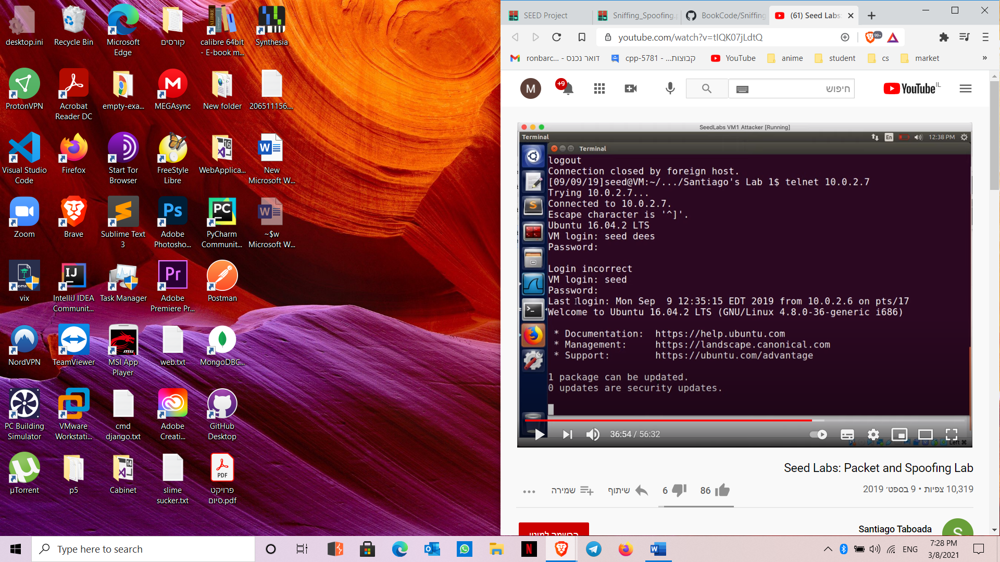 desktop.ini
Recycle Bin
Microsoft
Edge
קורסים
calibre 64bit
- E-book m...
Synthesia
ProtonVPN
Acrobat
Reader DC
empty-exa...
MEGAsync
New folder
206511156....
Visual Studio
Code
Firefox
Start Tor
Browser
FreeStyle
Libre
WebApplica...
New
Microsoft W...
Zoom
Brave
Sublime Text
3
Adobe
Photosho...
PyCharm
Communit...
~$w
Microsoft W...
vix
IntelliJ IDEA
Communit...
Task Manager
Adobe
Premiere Pr...
Postman
NordVPN
TeamViewer
MSI App
Player
web.txt
MongoDBC...
PC Building
Simulator
VMware
Workstati...
cmd
django.txt
Adobe
Creati...
GitHub
Desktop
µTorrent
p5
Cabinet
slime
sucker.txt
פרויקט
סיום.pdf
SEED Project
Sniffing_Spoofing.p
BookCode/Sniffing
(61) Seed Labs:
youtube.com/watch?v=tIQK07jLdtQ
99+
ronbarc... - דואר נכנס
cpp-5781 - ...קבוצות
YouTube
anime
student
cs
market
»
M
+9
חיפוש
YouTube IL
SeedLabs VM1 Attacker [Running]
Terminal
En
12:38 PM
Terminal
logout
Connection closed by foreign host.
[09/09/19]seed@VM:~/.../Santiago's Lab 1$ telnet 10.0.2.7
Trying 10.0.2.7...
Connected to 10.0.2.7.
Escape character is '^]'.
Ubuntu 16.04.2 LTS
VM login: seed dees
Password:
Login incorrect
VM login: seed
Password:
Last login: Mon Sep  9 12:35:15 EDT 2019 from 10.0.2.6 on pts/17
Welcome to Ubuntu 16.04.2 LTS (GNU/Linux 4.8.0-36-generic i686)
* Documentation:  https://help.ubuntu.com
* Management:     https://landscape.canonical.com
* Support:        https://ubuntu.com/advantage
1 package can be updated.
0 updates are security updates.
36:54 / 56:32
Left ⌘
Seed Labs: Packet and Spoofing Lab
10,319 צפיות • 9 בספט׳ 2019
86
6
שיתוף
שמירה
Santiago Taboada
S
Type here to search
ENG
7:28 PM
3/8/2021